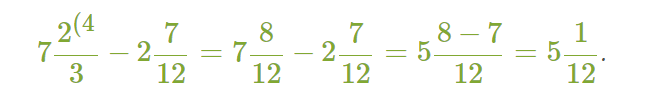 7 2(4/3 − 2 7/12 = 7 8/12 − 2 7/12 = 5 8 − 7/12 = 5 1/12.